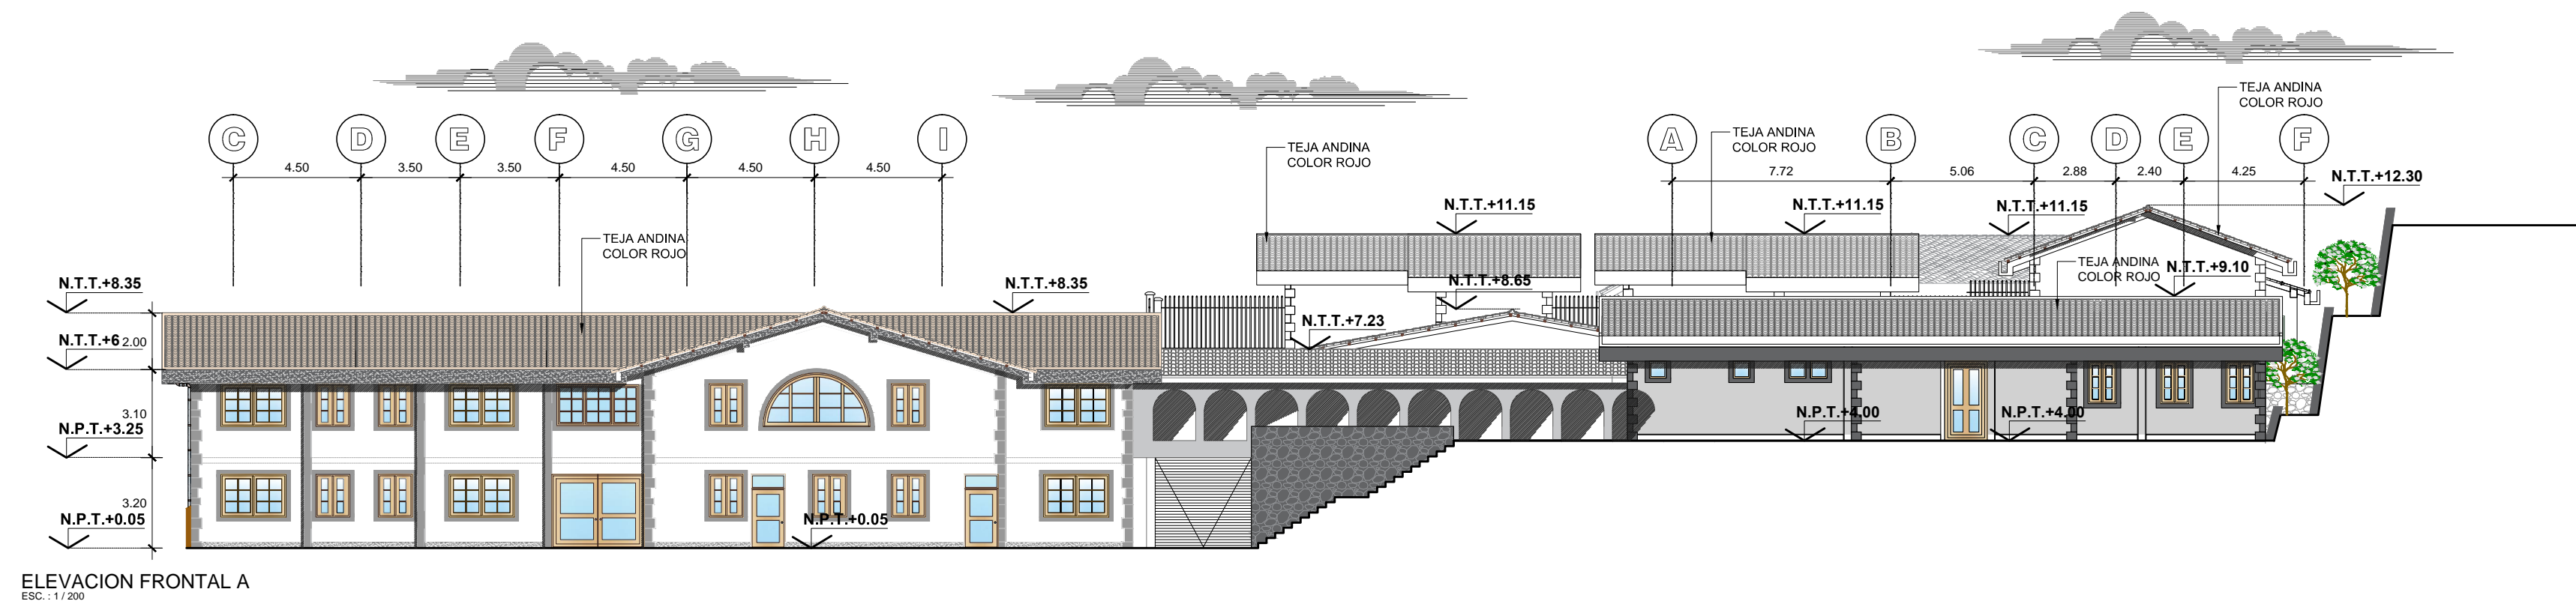 TEJA ANDINA
COLOR ROJO
C D E F G H I
A B C D E F
TEJA ANDINA
COLOR ROJO
TEJA ANDINA
COLOR ROJO
4.50 3.50 3.50 4.50 4.50 4.50
7.72 5.06 2.88 2.40 4.25
N.T.T.+12.30
N.T.T.+11.15
N.T.T.+11.15
N.T.T.+11.15
TEJA ANDINA
COLOR ROJO
TEJA ANDINA
COLOR ROJO
N.T.T.+9.10
N.T.T.+8.35
N.T.T.+8.35
N.T.T.+8.65
N.T.T.+7.23
N.T.T.+6
2.00
3.10
N.P.T.+3.25
N.P.T.+4.00
N.P.T.+4.00
3.20
N.P.T.+0.05
N.P.T.+0.05
ELEVACION FRONTAL A
ESC. : 1 / 200